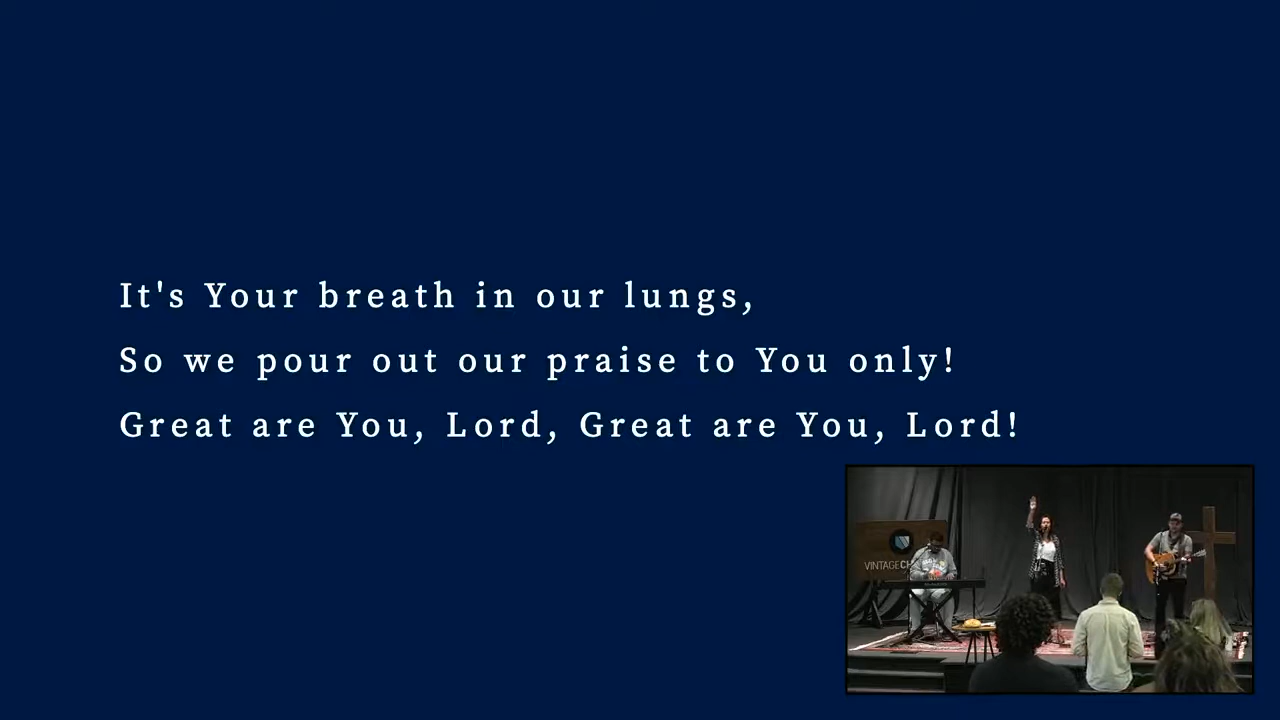 It's Your breath in our lungs,
So we pour out our praise to You only!
Great are You, Lord, Great are You, Lord!
VINTAGE